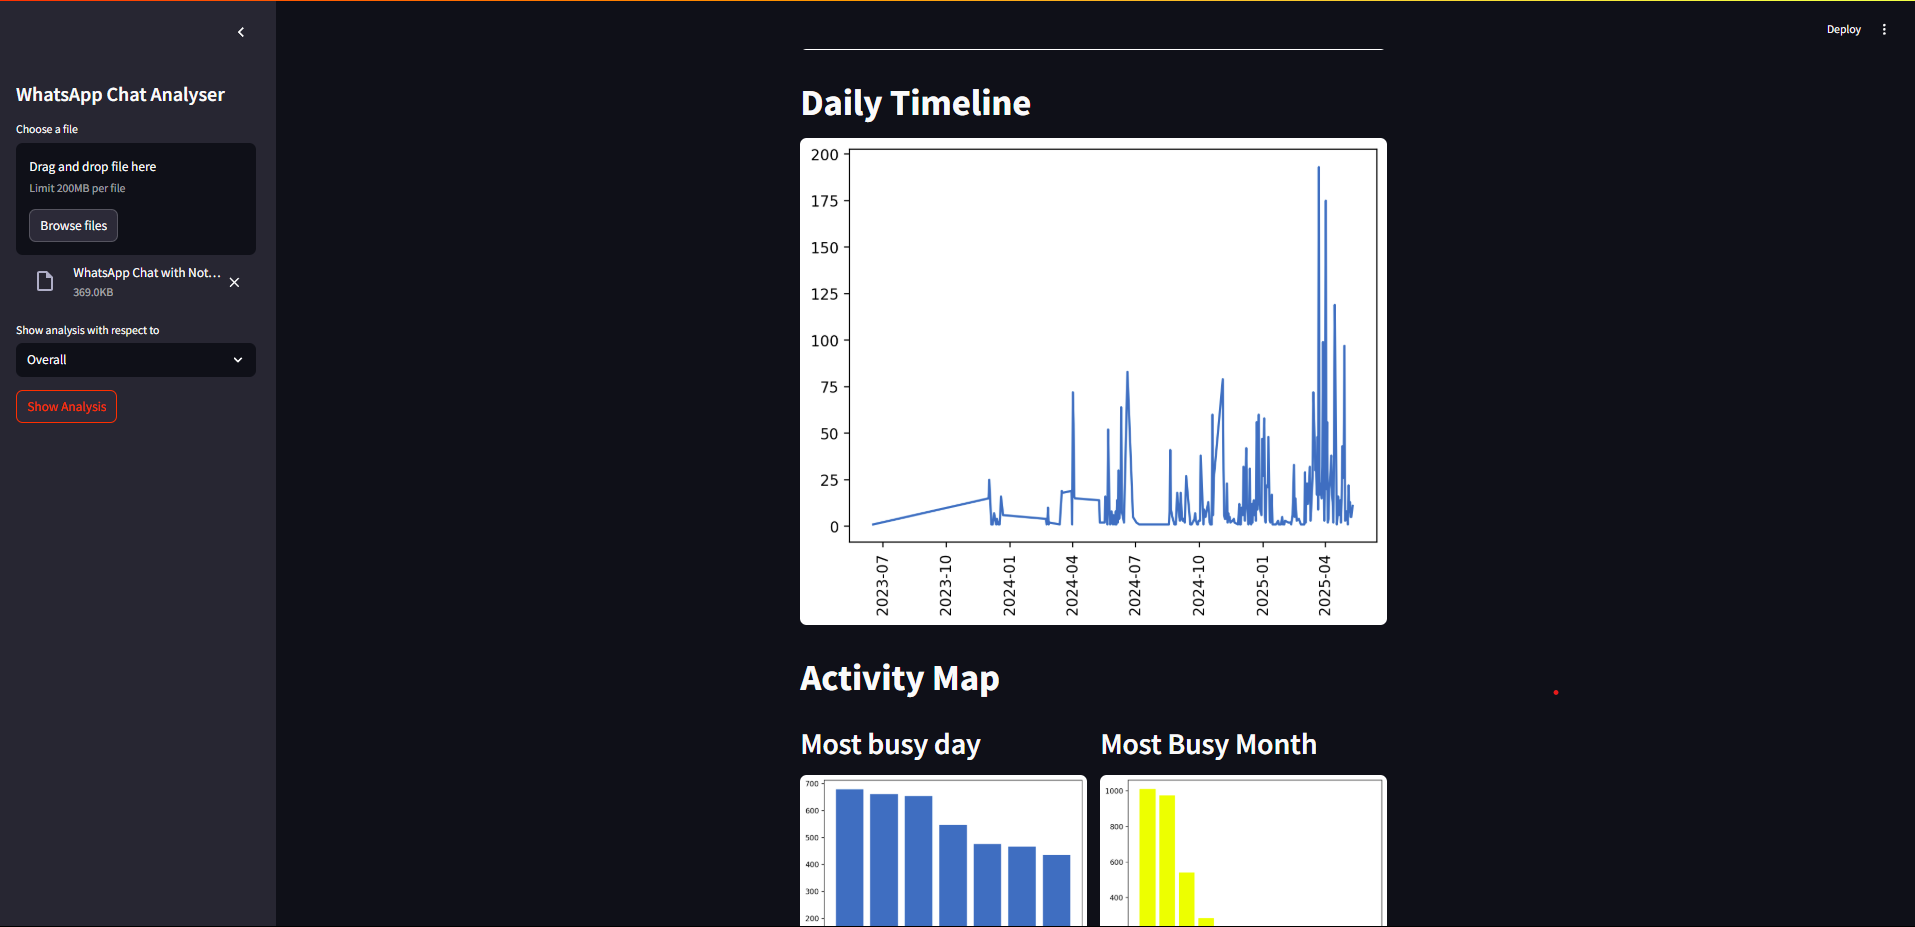 Deploy
WhatsApp Chat Analyser
Choose a file
Drag and drop file here
Limit 200MB per file
Browse files
WhatsApp Chat with Not...
369.0KB
Show analysis with respect to
Overall
Show Analysis
Daily Timeline
200
175
150
125
100
75
50
25
0
2023-07
2023-10
2024-01
2024-04
2024-07
2024-10
2025-01
2025-04
Activity Map
Most busy day
700
600
500
400
300
200
Most Busy Month
1000
800
600
400